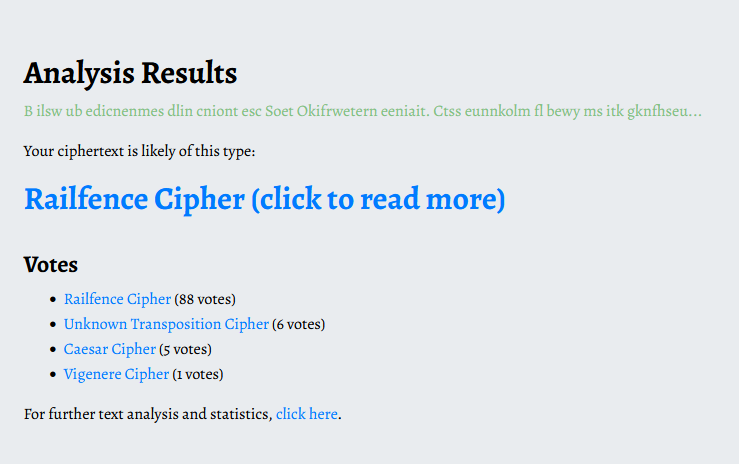 Analysis Results
B ilsw ub edicnenmes dlin cniont esc Soet Okifrwetern eeniait. Ctss eunnkolm fl bewy ms itk gknfhseu...
Your ciphertext is likely of this type:
Railfence Cipher (click to read more)
Votes
• Railfence Cipher (88 votes)
• Unknown Transposition Cipher (6 votes)
• Caesar Cipher (5 votes)
• Vigenere Cipher (1 votes)
For further text analysis and statistics, click here.